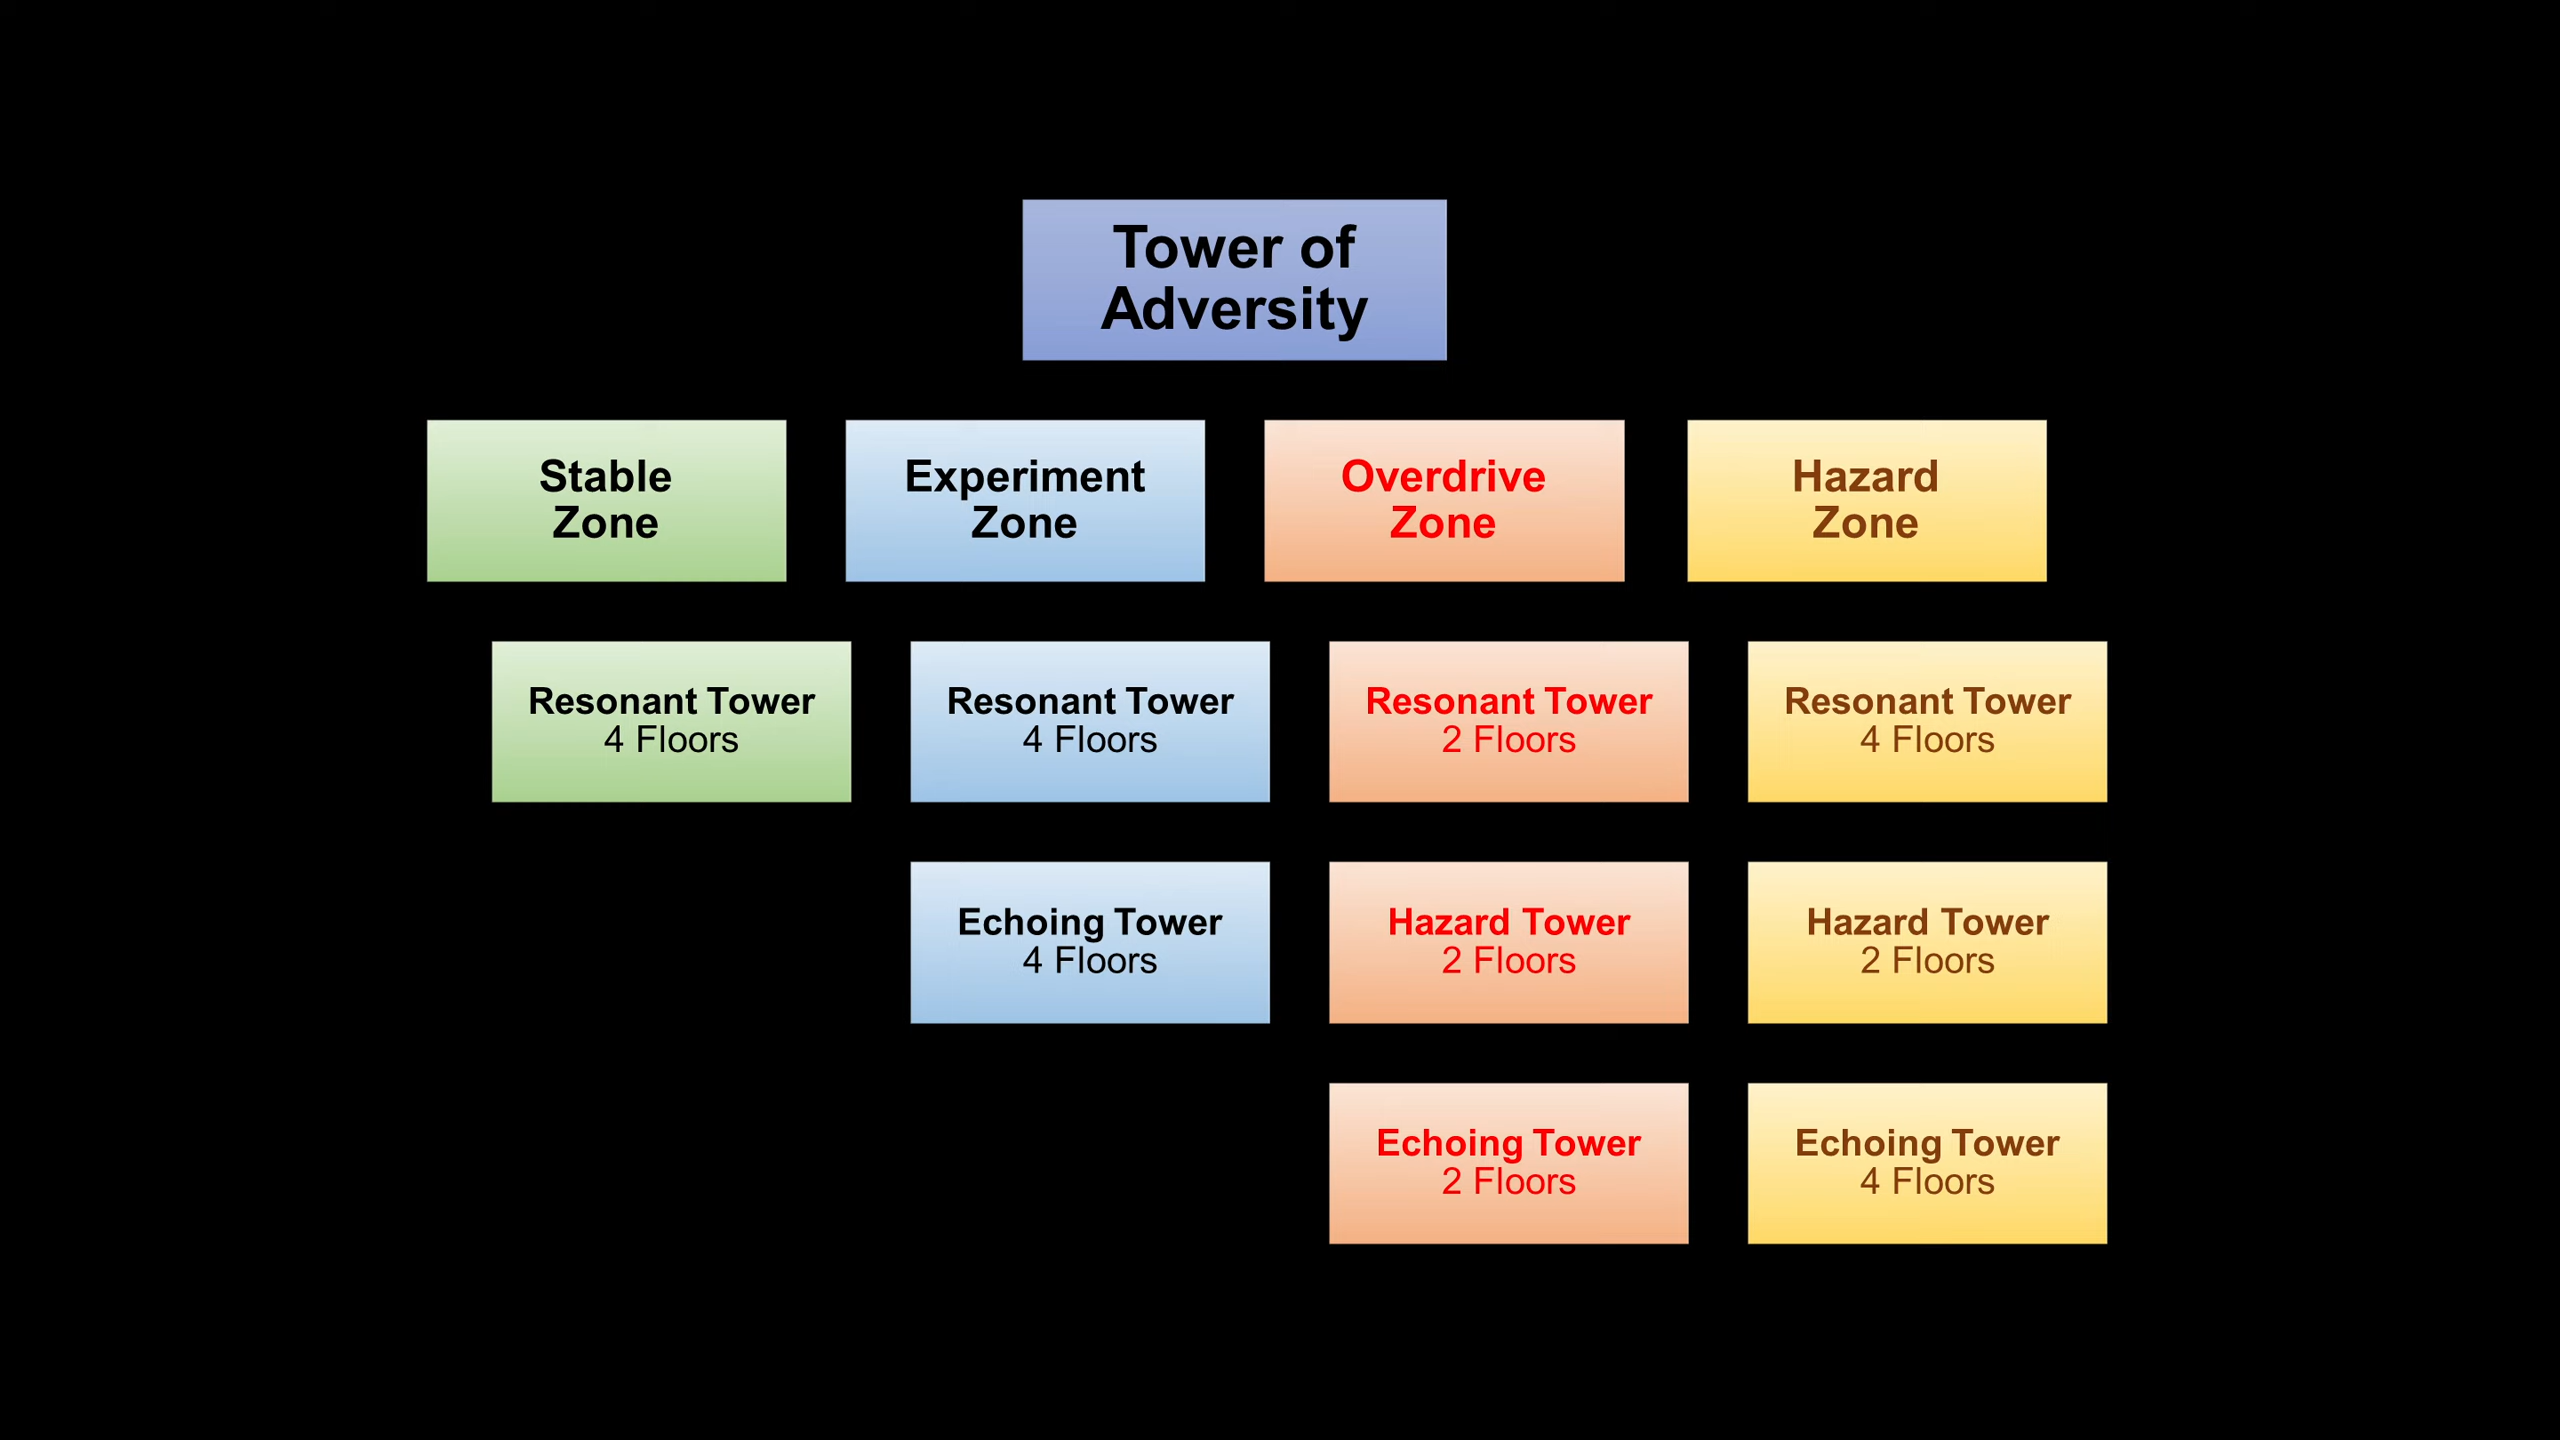 Tower of
Adversity
Stable
Zone
Experiment
Zone
Overdrive
Zone
Hazard
Zone
Resonant Tower
4 Floors
Resonant Tower
4 Floors
Resonant Tower
2 Floors
Resonant Tower
4 Floors
Echoing Tower
4 Floors
Hazard Tower
2 Floors
Hazard Tower
2 Floors
Echoing Tower
2 Floors
Echoing Tower
4 Floors